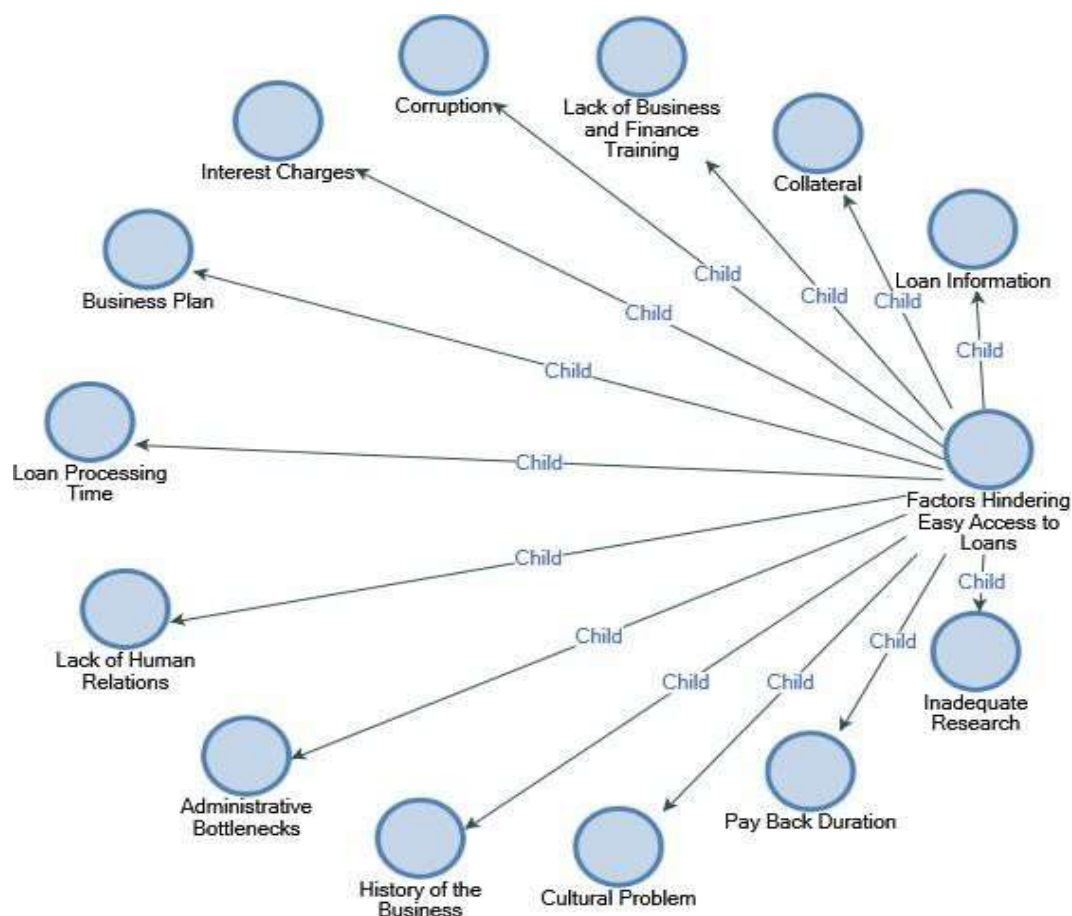 Corruption
Lack of Business
and Finance
Training
Interest Charges
Collateral
Loan Information
Business Plan
Child
Child
Child
Child
Child
Child
Loan Processing
Time
Child
Factors Hindering
Easy Access to
Loans
Child
Child
Child
Child
Child
Child
Lack of Human
Relations
Inadequate
Research
Administrative
Bottlenecks
Pay Back Duration
History of the
Business
Cultural Problem